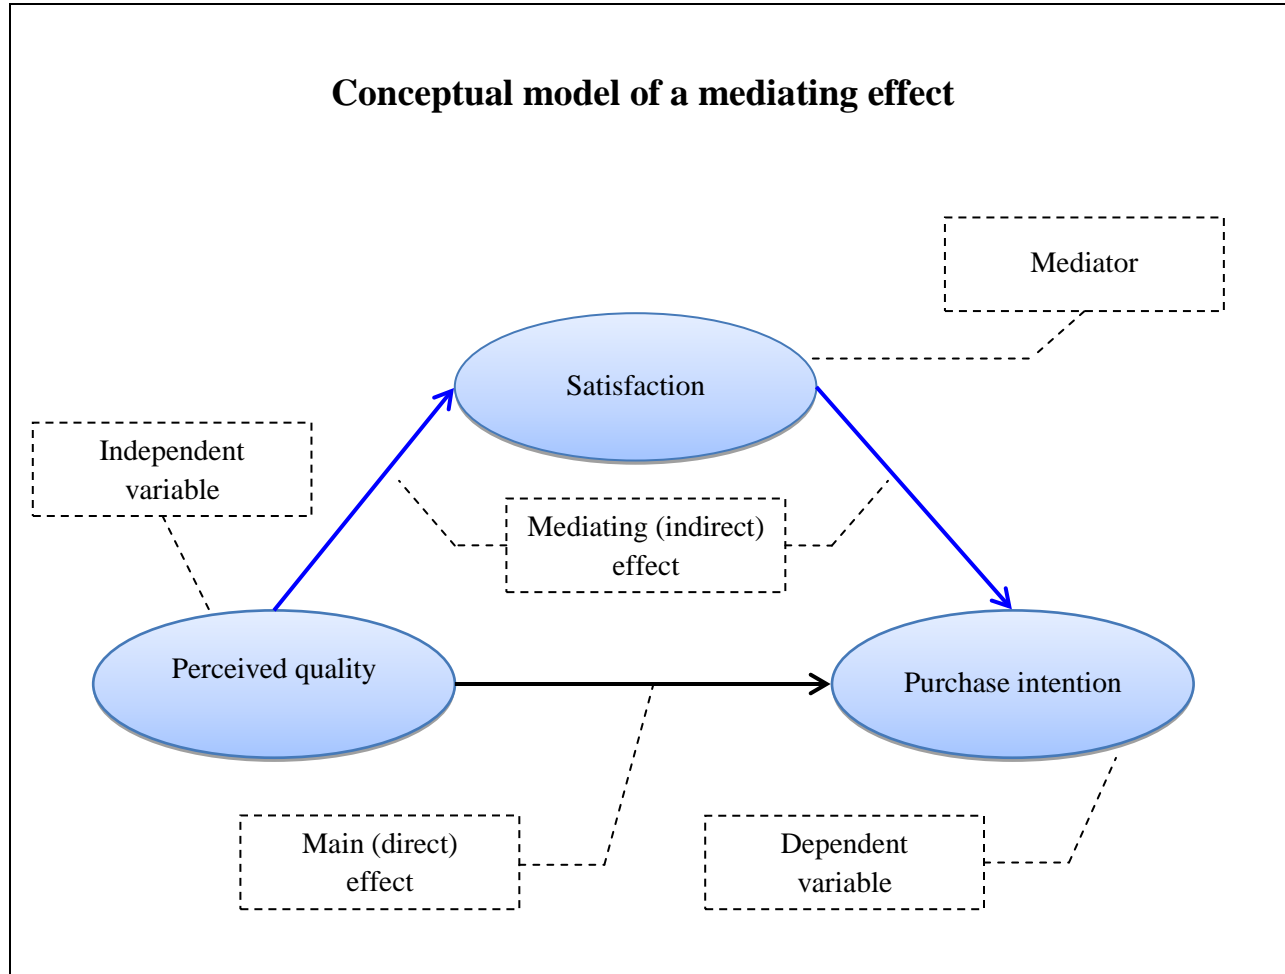 Conceptual model of a mediating effect
Mediator
Satisfaction
Independent
variable
Mediating (indirect)
effect
Perceived quality
Purchase intention
Main (direct)
effect
Dependent
variable